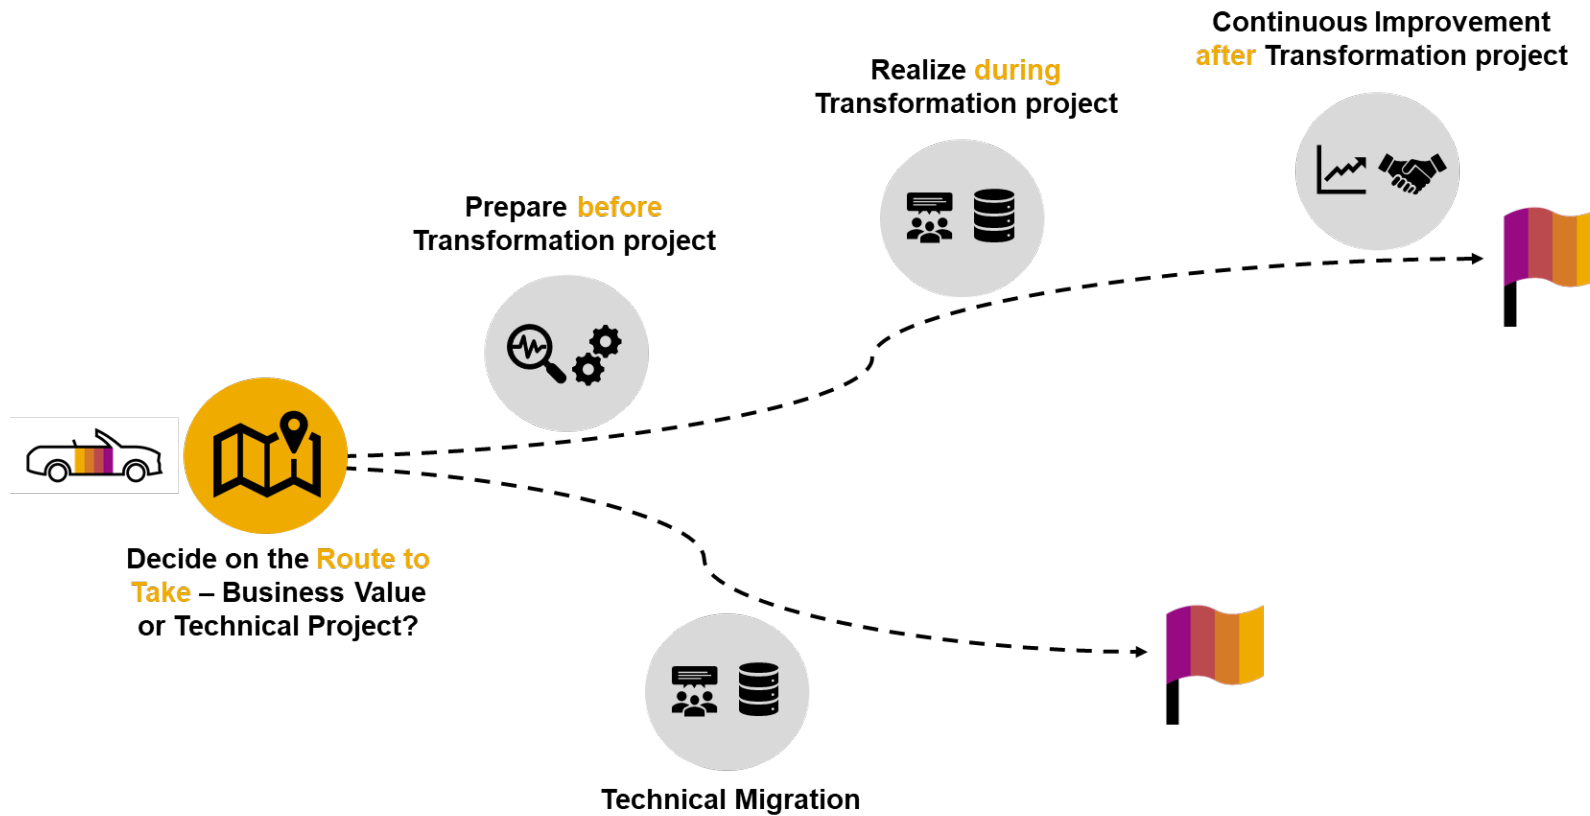 Continuous Improvement
after Transformation project
Realize during
Transformation project
Prepare before
Transformation project
Decide on the Route to
Take – Business Value
or Technical Project?
Technical Migration